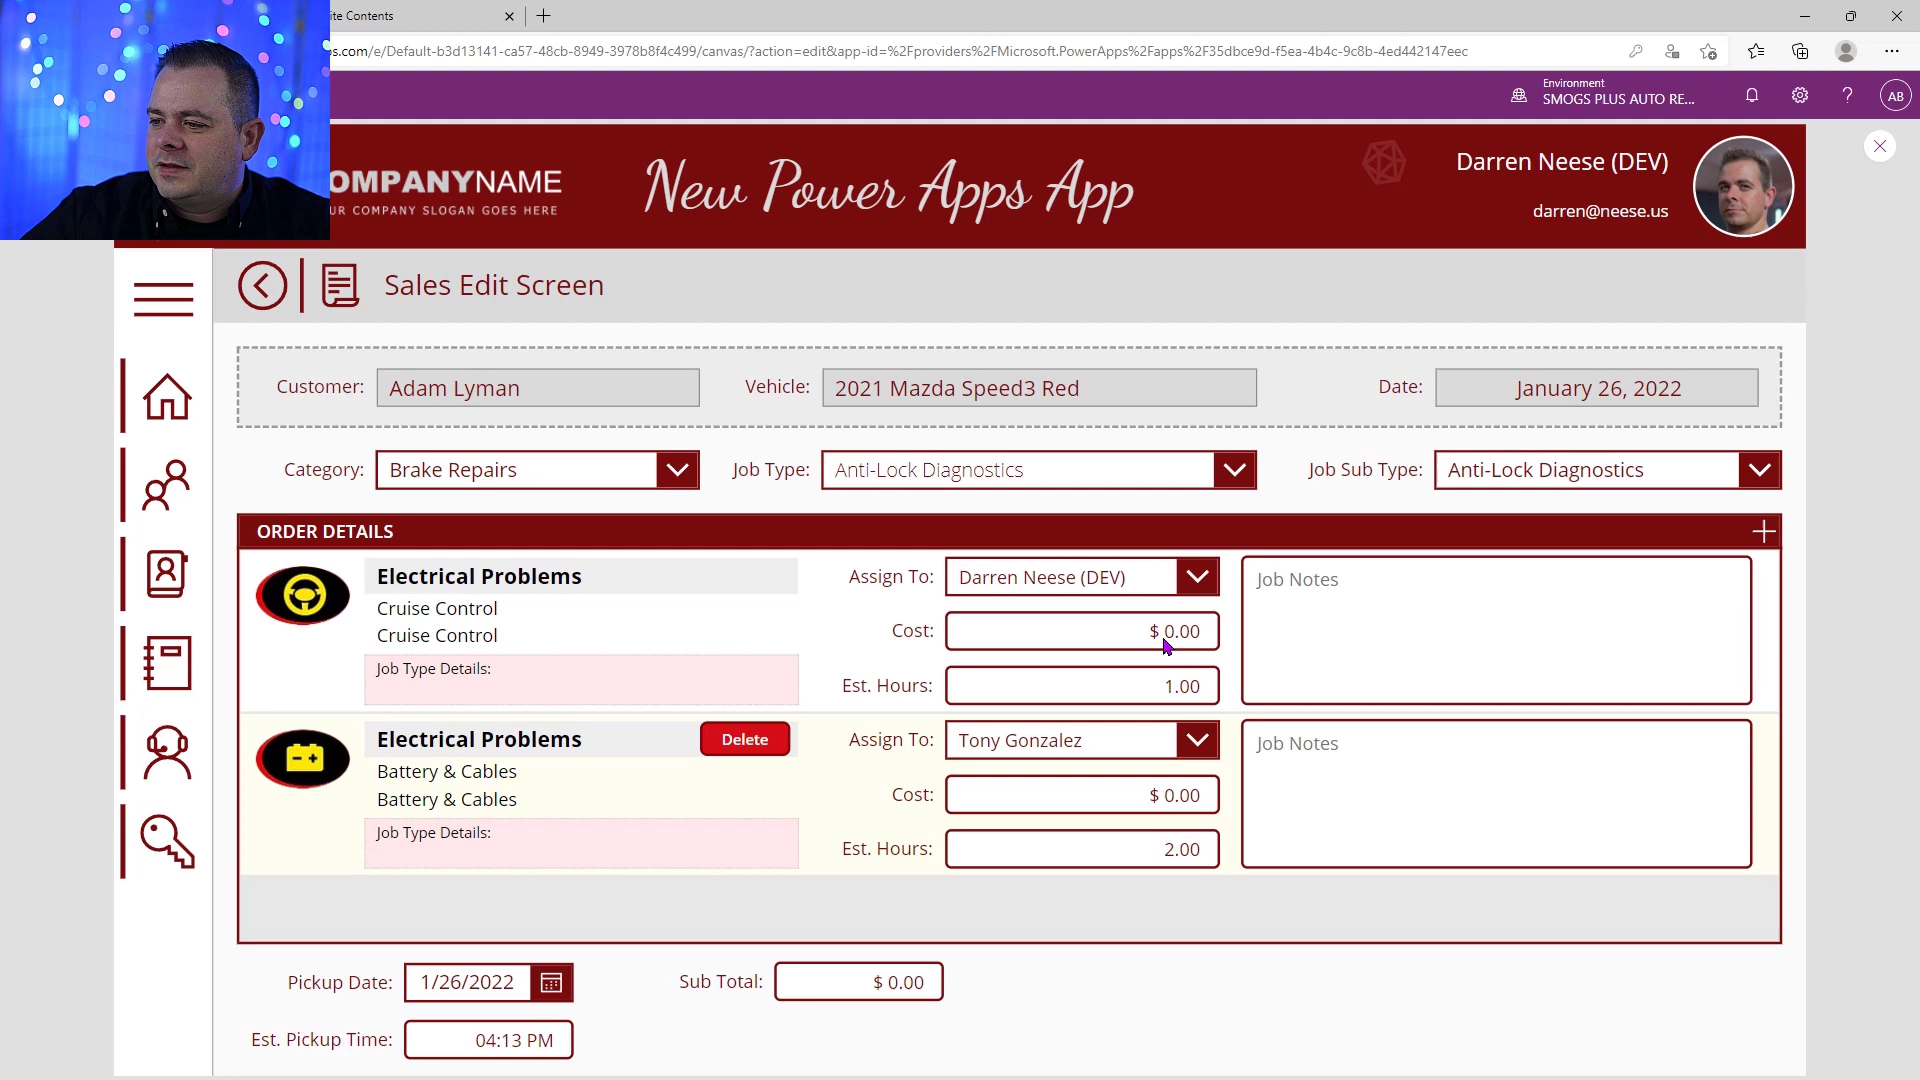 ite Contents
s.com/e/Default-b3d13141-ca57-48cb-8949-3978b8f4c499/canvas/?action=edit&app-id=%2Fproviders%2FMicrosoft.PowerApps%2Fapps%2F35dbce9d-f5ea-4b4c-9c8b-4ed442147eec
Environment
SMOGS PLUS AUTO RE...
?
AB
OMPANYNAME
UR COMPANY SLOGAN GOES HERE
New Power Apps App
Darren Neese (DEV)
darren@neese.us
Sales Edit Screen
Customer: Adam Lyman Vehicle: 2021 Mazda Speed3 Red Date: January 26, 2022
Category: Brake Repairs Job Type: Anti-Lock Diagnostics Job Sub Type: Anti-Lock Diagnostics
ORDER DETAILS
Electrical Problems Assign To: Darren Neese (DEV) Job Notes
Cruise Control
Cruise Control Cost: $ 0.00
Job Type Details: Est. Hours: 1.00
Electrical Problems Delete Assign To: Tony Gonzalez Job Notes
Battery & Cables
Battery & Cables Cost: $ 0.00
Job Type Details: Est. Hours: 2.00
Pickup Date: 1/26/2022 Sub Total: $ 0.00
Est. Pickup Time: 04:13 PM